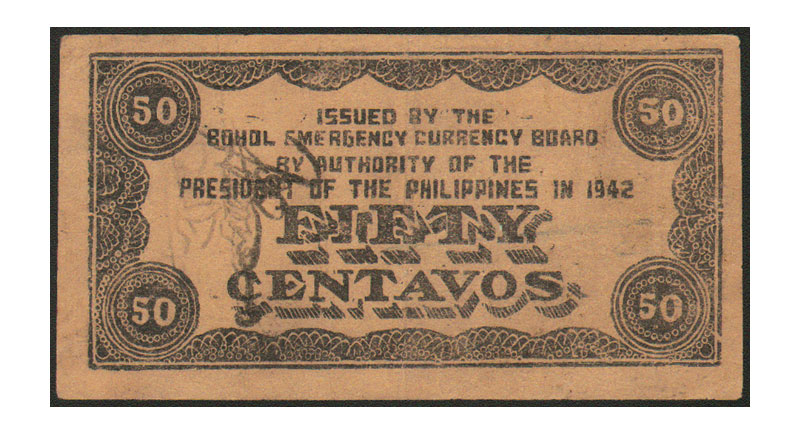 50 50
ISSUED BY THE
BOHOL EMERGENCY CURRENCY BOARD
BY AUTHORITY OF THE
PRESIDENT OF THE PHILIPPINES IN 1942
FIFTY
CENTAVOS
50 50